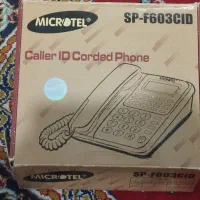 MICROTEL SP-F603CID
Caller ID Corded Phone
MICROTEL SP-F603CID